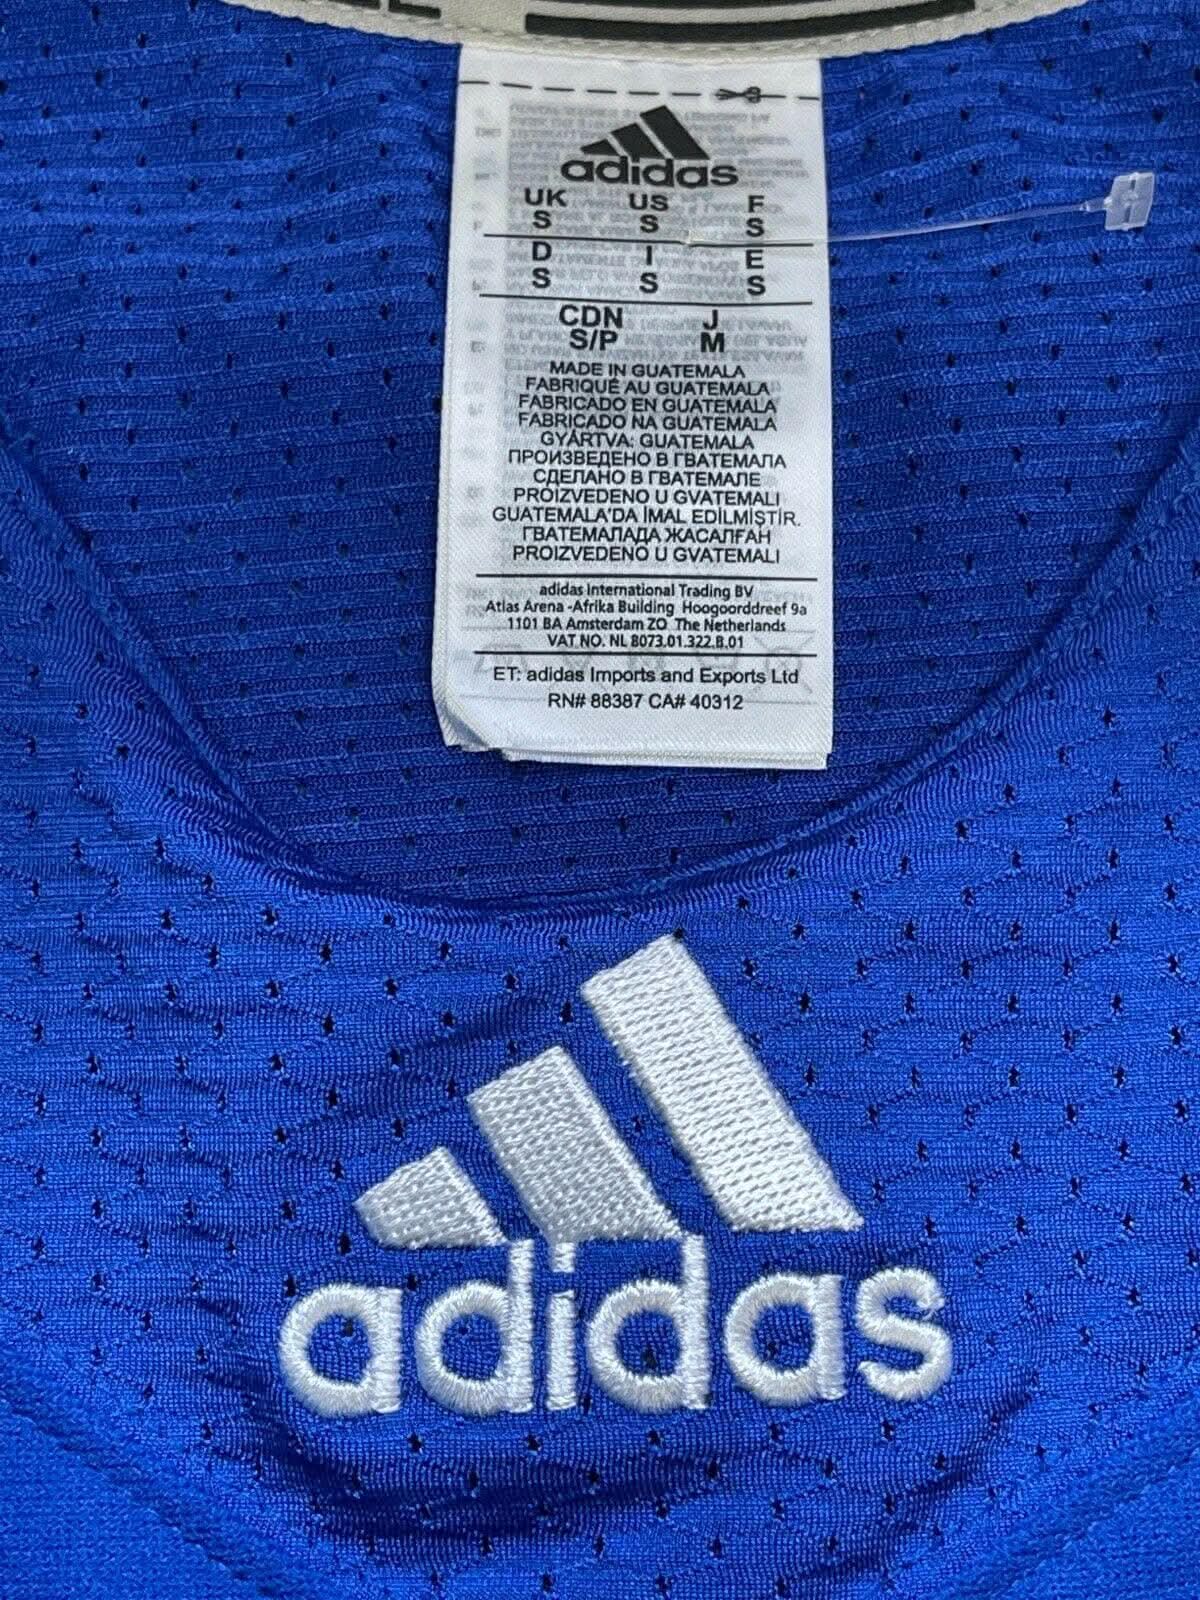 adidas
UK US F
S S S
D I E
S S S
CDN J
S/P M
MADE IN GUATEMALA
FABRIQUÉ AU GUATEMALA
FABRICADO EN GUATEMALA
FABRICADO NA GUATEMALA
GYÁRTVA: GUATEMALA
ПРОИЗВЕДЕНО В ГВАТЕМАЛА
СДЕЛАНО В ГВАТЕМАЛЕ
PROIZVEDENO U GVATEMALI
GUATEMALA'DA İMAL EDİLMİŞTİR.
ГВАТЕМАЛАДА ЖАСАЛҒАН
PROIZVEDENO U GVATEMALI
adidas International Trading BV
Atlas Arena -Afrika Building Hoogoorddreef 9a
1101 BA Amsterdam ZO The Netherlands
VAT NO. NL 8073.01.322.B.01
ET: adidas Imports and Exports Ltd
RN# 88387 CA# 40312
adidas